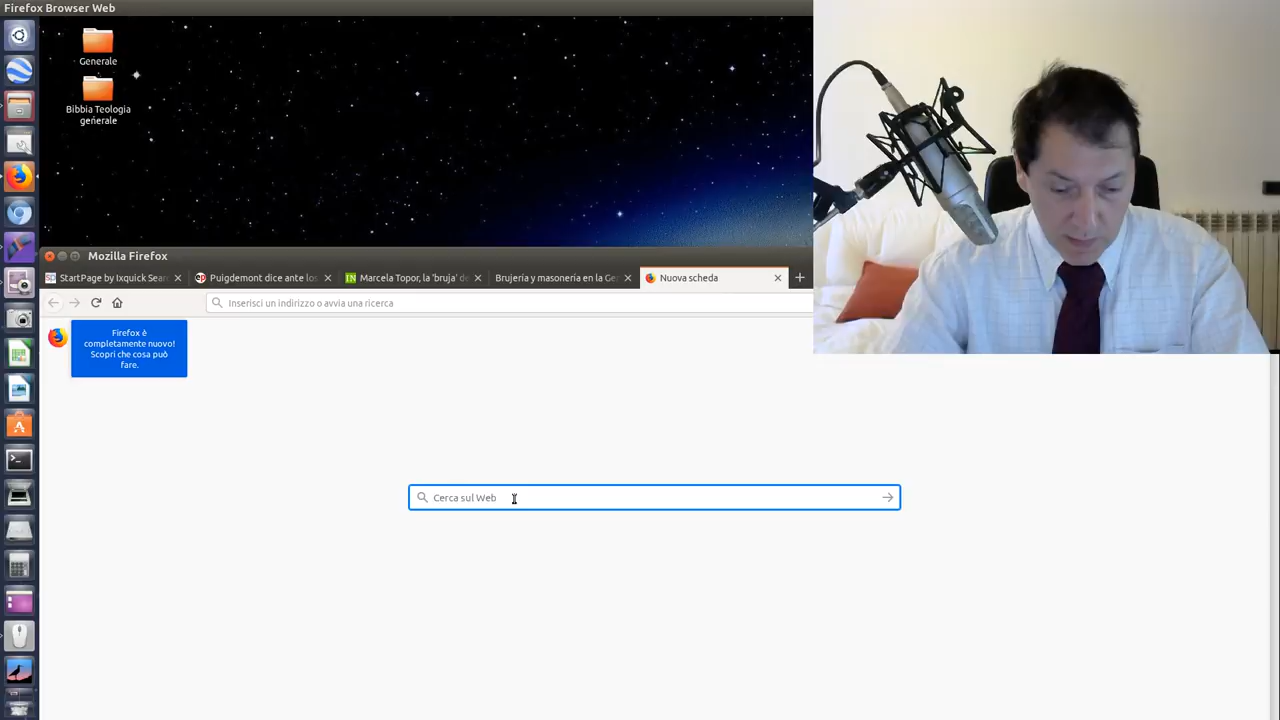 Firefox Browser Web
Generale
Bibbia Teologia
generale
Mozilla Firefox
StartPage by Ixquick Sear
Puigdemont dice ante los
Marcela Topor, la 'bruja' de
Brujería y masonería en la Ge
Nuova scheda
Inserisci un indirizzo o avvia una ricerca
Firefox è
completamente nuovo!
Scopri che cosa può
fare.
Cerca sul Web